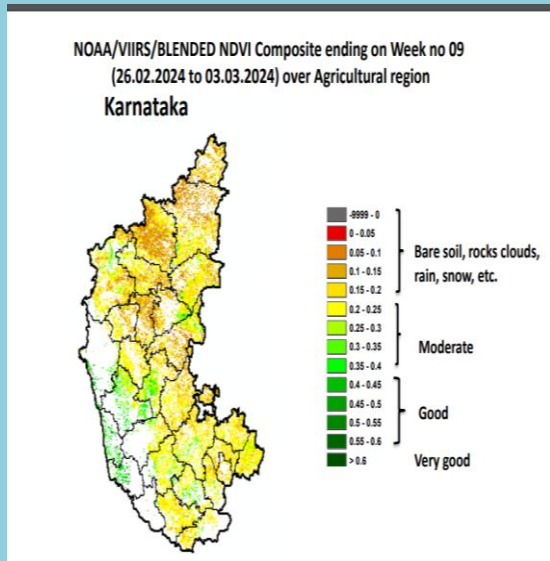 NOAA/VIIRS/BLENDED NDVI Composite ending on Week no 09
(26.02.2024 to 03.03.2024) over Agricultural region
Karnataka
-9999 - 0
0 - 0.05
0.05 - 0.1
0.1 - 0.15
0.15 - 0.2
Bare soil, rocks clouds,
rain, snow, etc.
0.2 - 0.25
0.25 - 0.3
0.3 - 0.35
0.35 - 0.4
Moderate
0.4 - 0.45
0.45 - 0.5
0.5 - 0.55
0.55 - 0.6
Good
> 0.6
Very good